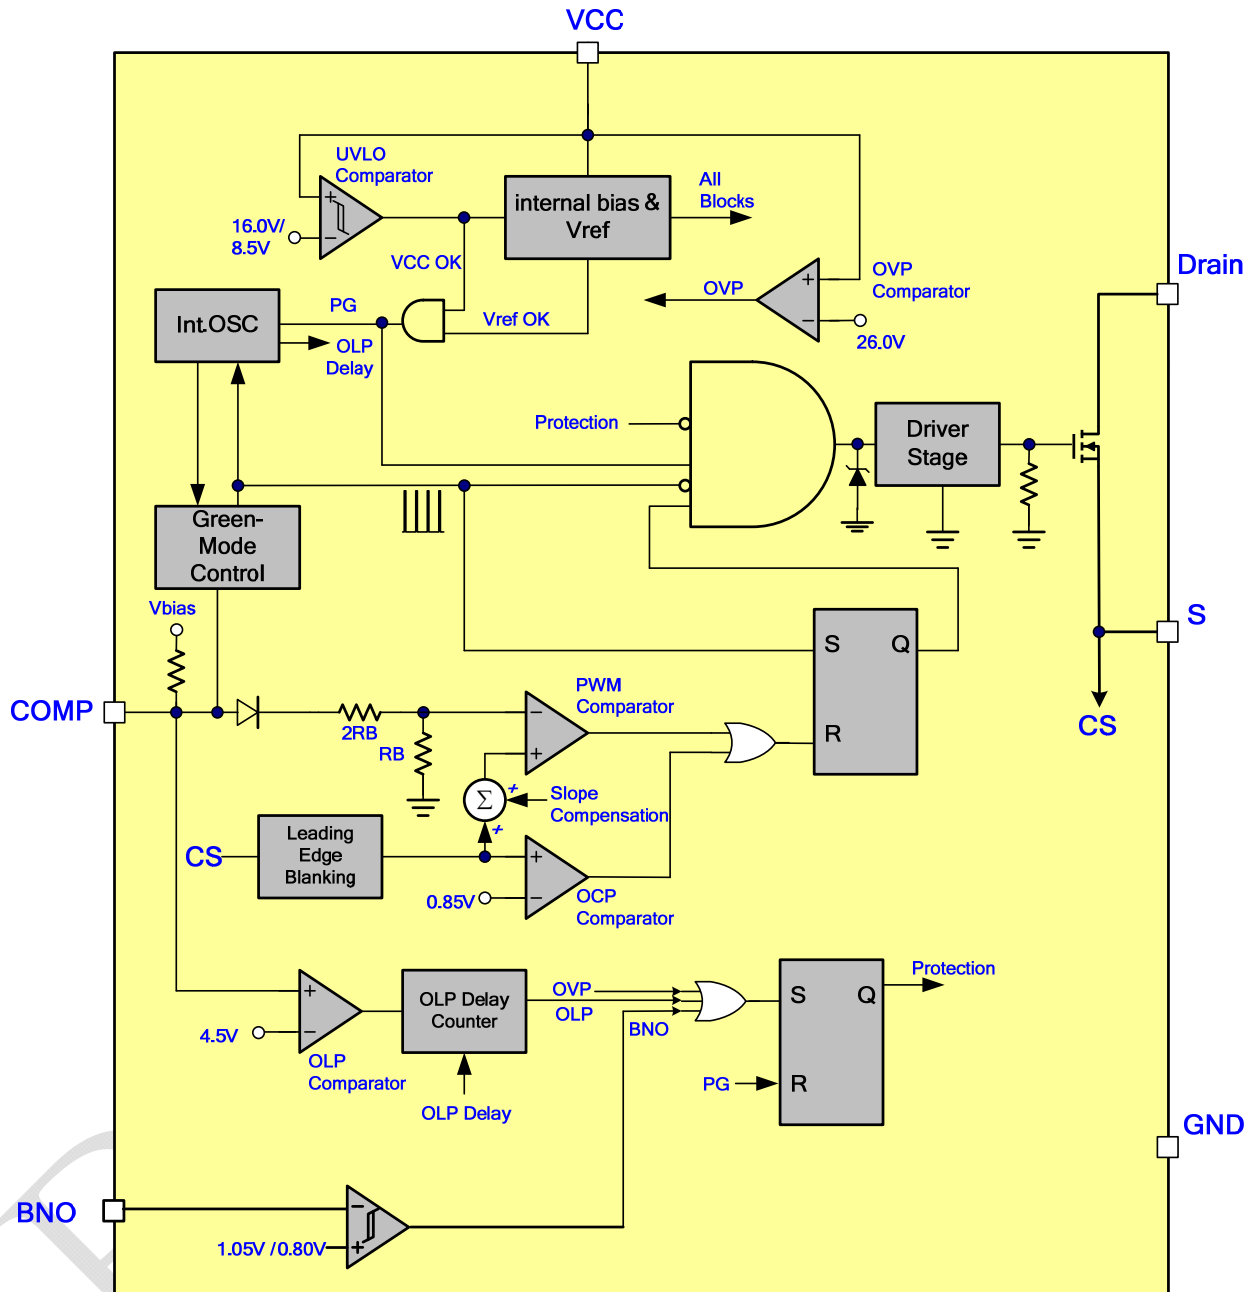 VCC
UVLO
Comparator
16.0V/
8.5V
internal bias &
Vref
All
Blocks
VCC OK
OVP
OVP
Comparator
26.0V
Drain
Int.OSC
PG
Vref OK
OLP
Delay
Protection
Driver
Stage
Green-
Mode
Control
Vbias
S
S
Q
R
CS
COMP
2RB
RB
PWM
Comparator
+
-
Σ
+
+
Slope
Compensation
CS
Leading
Edge
Blanking
0.85V
+
-
OCP
Comparator
4.5V
+
-
OLP
Comparator
OLP Delay
Counter
OLP Delay
OVP
OLP
BNO
S
Q
R
PG
Protection
GND
BNO
1.05V /0.80V
-
+